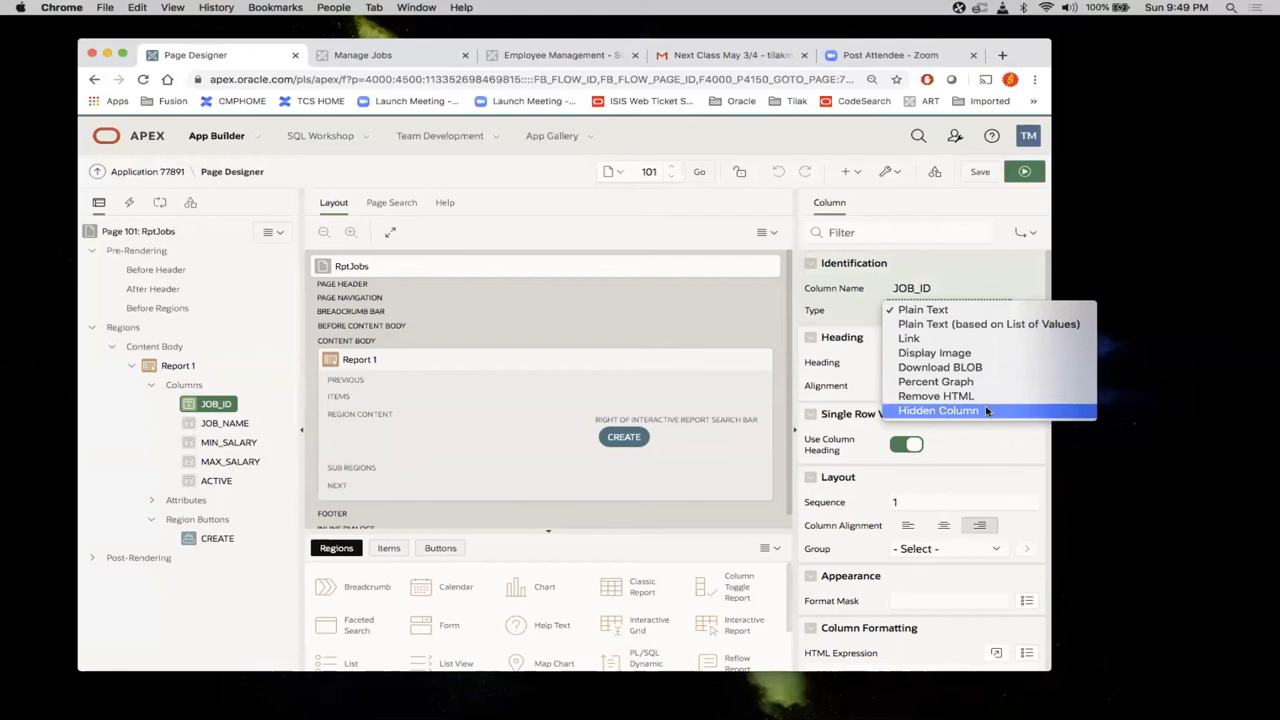 Chrome File Edit View History Bookmarks People Tab Window Help 100% Sun 9:49 PM
Page Designer Manage Jobs Employee Management - S Next Class May 3/4 - tilakm Post Attendee - Zoom
apex.oracle.com/pls/apex/f?p=4000:4500:113352698469815::::FB_FLOW_ID,FB_FLOW_PAGE_ID,F4000_P4150_GOTO_PAGE:7...
Apps Fusion CMPHOME TCS HOME Launch Meeting -... Launch Meeting -... ISIS Web Ticket S... Oracle Tilak CodeSearch ART Imported »
APEX App Builder SQL Workshop Team Development App Gallery TM
Application 77891 \ Page Designer 101 Go Save
Layout Page Search Help Column
Page 101: RptJobs Filter
Pre-Rendering
Before Header
After Header
Before Regions
Regions
Content Body
Report 1
Columns
JOB_ID
JOB_NAME
MIN_SALARY
MAX_SALARY
ACTIVE
Attributes
Region Buttons
CREATE
Post-Rendering
RptJobs
PAGE HEADER
PAGE NAVIGATION
BREADCRUMB BAR
BEFORE CONTENT BODY
CONTENT BODY
Report 1
PREVIOUS
ITEMS
REGION CONTENT
RIGHT OF INTERACTIVE REPORT SEARCH BAR
CREATE
SUB REGIONS
NEXT
FOOTER
INLINE DIALOGS
Regions Items Buttons
Breadcrumb Calendar Chart Classic Report Column Toggle Report
Faceted Search Form Help Text Interactive Grid Interactive Report
List List View Map Chart PL/SQL Dynamic Reflow Report
Identification
Column Name JOB_ID
Type
✓ Plain Text
Plain Text (based on List of Values)
Link
Display Image
Download BLOB
Percent Graph
Remove HTML
Hidden Column
Heading
Heading
Alignment
Single Row V
Use Column Heading
Layout
Sequence 1
Column Alignment
Group - Select -
Appearance
Format Mask
Column Formatting
HTML Expression